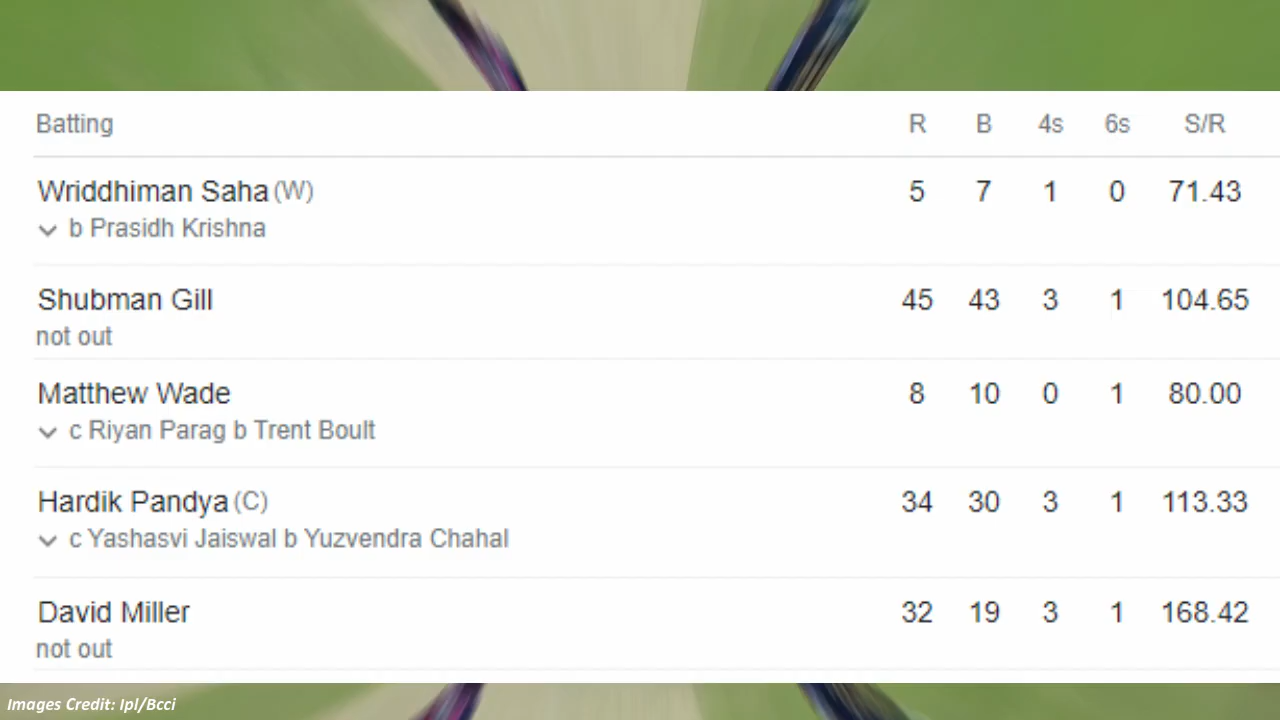 Batting R B 4s 6s S/R
Wriddhiman Saha (W) 5 7 1 0 71.43
b Prasidh Krishna
Shubman Gill 45 43 3 1 104.65
not out
Matthew Wade 8 10 0 1 80.00
c Riyan Parag b Trent Boult
Hardik Pandya (C) 34 30 3 1 113.33
c Yashasvi Jaiswal b Yuzvendra Chahal
David Miller 32 19 3 1 168.42
not out
Images Credit: Ipl/Bcci